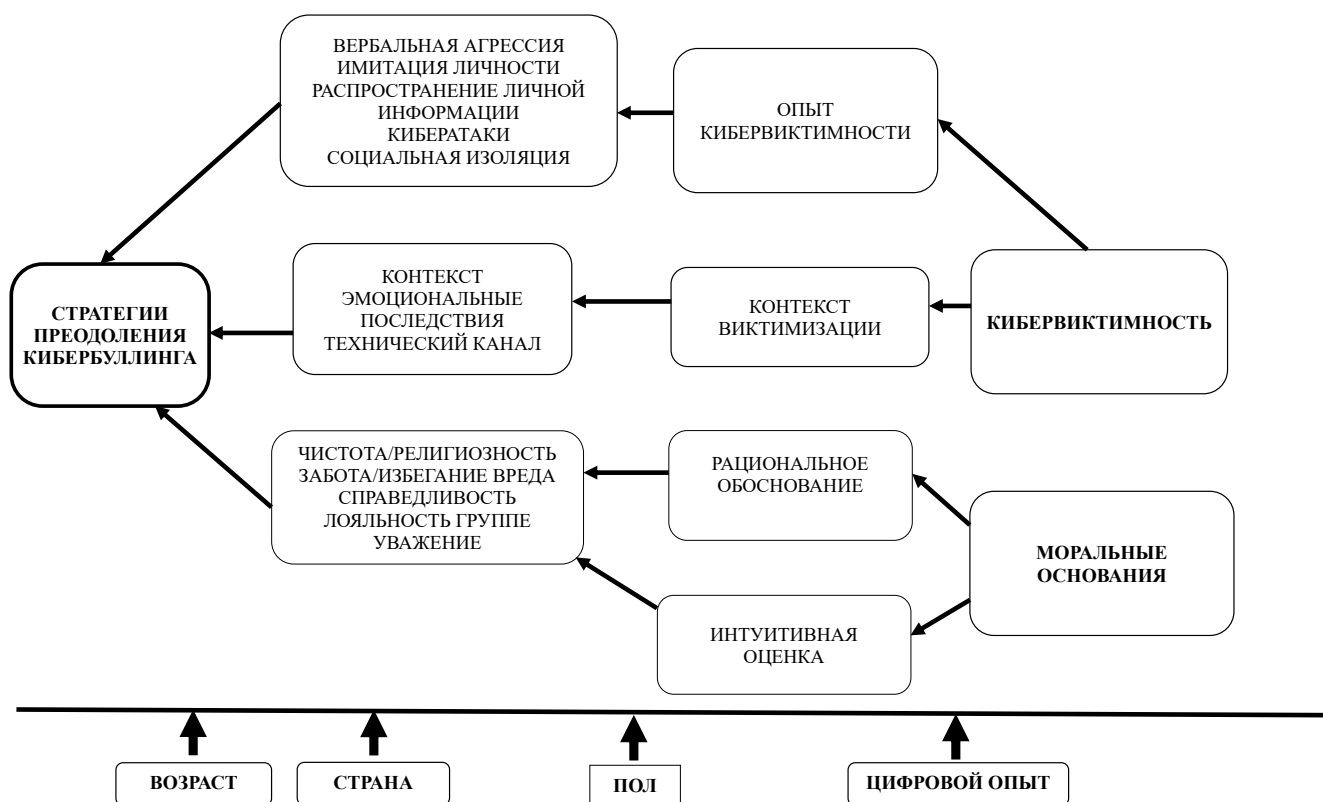 ВЕРБАЛЬНАЯ АГРЕССИЯ
ИМИТАЦИЯ ЛИЧНОСТИ
РАСПРОСТРАНЕНИЕ ЛИЧНОЙ
ИНФОРМАЦИИ
КИБЕРАТАКИ
СОЦИАЛЬНАЯ ИЗОЛЯЦИЯ
ОПЫТ
КИБЕРВИКТИМНОСТИ
СТРАТЕГИИ
ПРЕОДОЛЕНИЯ
КИБЕРБУЛЛИНГА
КОНТЕКСТ
ЭМОЦИОНАЛЬНЫЕ
ПОСЛЕДСТВИЯ
ТЕХНИЧЕСКИЙ КАНАЛ
КОНТЕКСТ
ВИКТИМИЗАЦИИ
КИБЕРВИКТИМНОСТЬ
ЧИСТОТА/РЕЛИГИОЗНОСТЬ
ЗАБОТА/ИЗБЕГАНИЕ ВРЕДА
СПРАВЕДЛИВОСТЬ
ЛОЯЛЬНОСТЬ ГРУППЕ
УВАЖЕНИЕ
РАЦИОНАЛЬНОЕ
ОБОСНОВАНИЕ
МОРАЛЬНЫЕ
ОСНОВАНИЯ
ИНТУИТИВНАЯ
ОЦЕНКА
ВОЗРАСТ
СТРАНА
ПОЛ
ЦИФРОВОЙ ОПЫТ